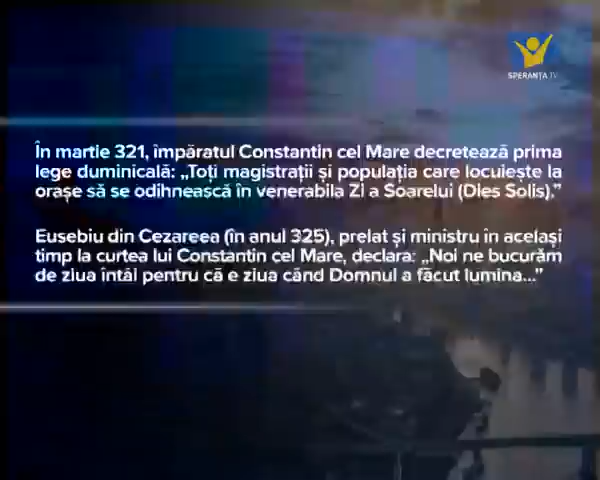 SPERANȚA TV
În martie 321, împăratul Constantin cel Mare decretează prima
lege duminicală: „Toți magistrații și populația care locuiește la
orașe să se odihnească în venerabila Zi a Soarelui (Dies Solis).”
Eusebiu din Cezareea (în anul 325), prelat și ministru în același
timp la curtea lui Constantin cel Mare, declara: „Noi ne bucurăm
de ziua întâi pentru că e ziua când Domnul a făcut lumina...”